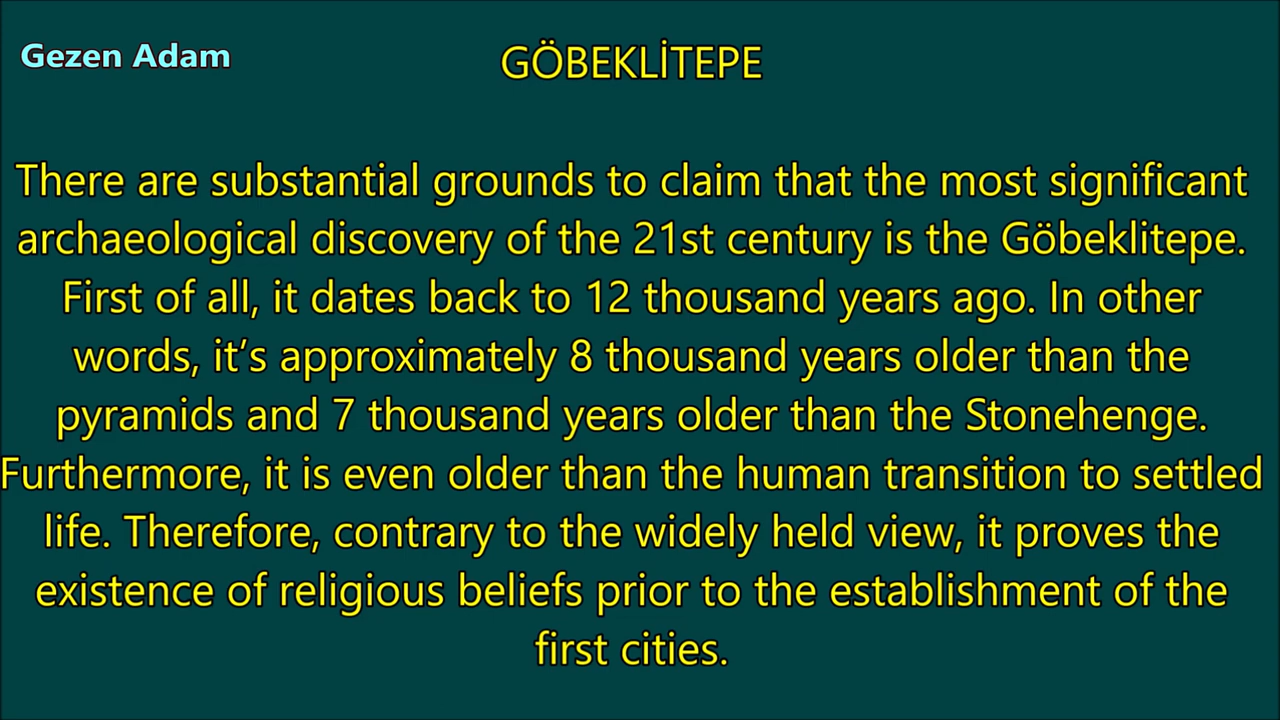 Gezen Adam
GÖBEKLİTEPE
There are substantial grounds to claim that the most significant
archaeological discovery of the 21st century is the Göbeklitepe.
First of all, it dates back to 12 thousand years ago. In other
words, it’s approximately 8 thousand years older than the
pyramids and 7 thousand years older than the Stonehenge.
Furthermore, it is even older than the human transition to settled
life. Therefore, contrary to the widely held view, it proves the
existence of religious beliefs prior to the establishment of the
first cities.